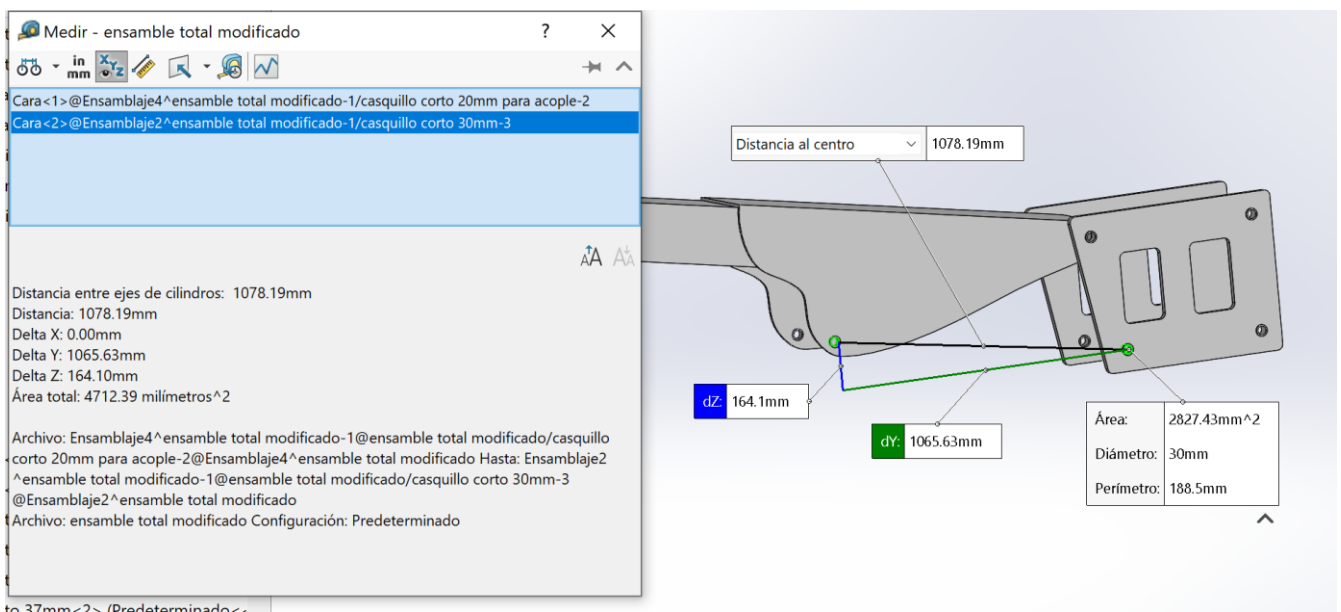 Medir - ensamble total modificado
?
in
mm
XYZ
Cara<1>@Ensamblaje4^ensamble total modificado-1/casquillo corto 20mm para acople-2
Cara<2>@Ensamblaje2^ensamble total modificado-1/casquillo corto 30mm-3
AA AA
Distancia entre ejes de cilindros: 1078.19mm
Distancia: 1078.19mm
Delta X: 0.00mm
Delta Y: 1065.63mm
Delta Z: 164.10mm
Área total: 4712.39 milímetros^2
Archivo: Ensamblaje4^ensamble total modificado-1@ensamble total modificado/casquillo
corto 20mm para acople-2@Ensamblaje4^ensamble total modificado Hasta: Ensamblaje2
^ensamble total modificado-1@ensamble total modificado/casquillo corto 30mm-3
@Ensamblaje2^ensamble total modificado
Archivo: ensamble total modificado Configuración: Predeterminado
Distancia al centro 1078.19mm
dZ: 164.1mm
dY: 1065.63mm
Área: 2827.43mm^2
Diámetro: 30mm
Perímetro: 188.5mm